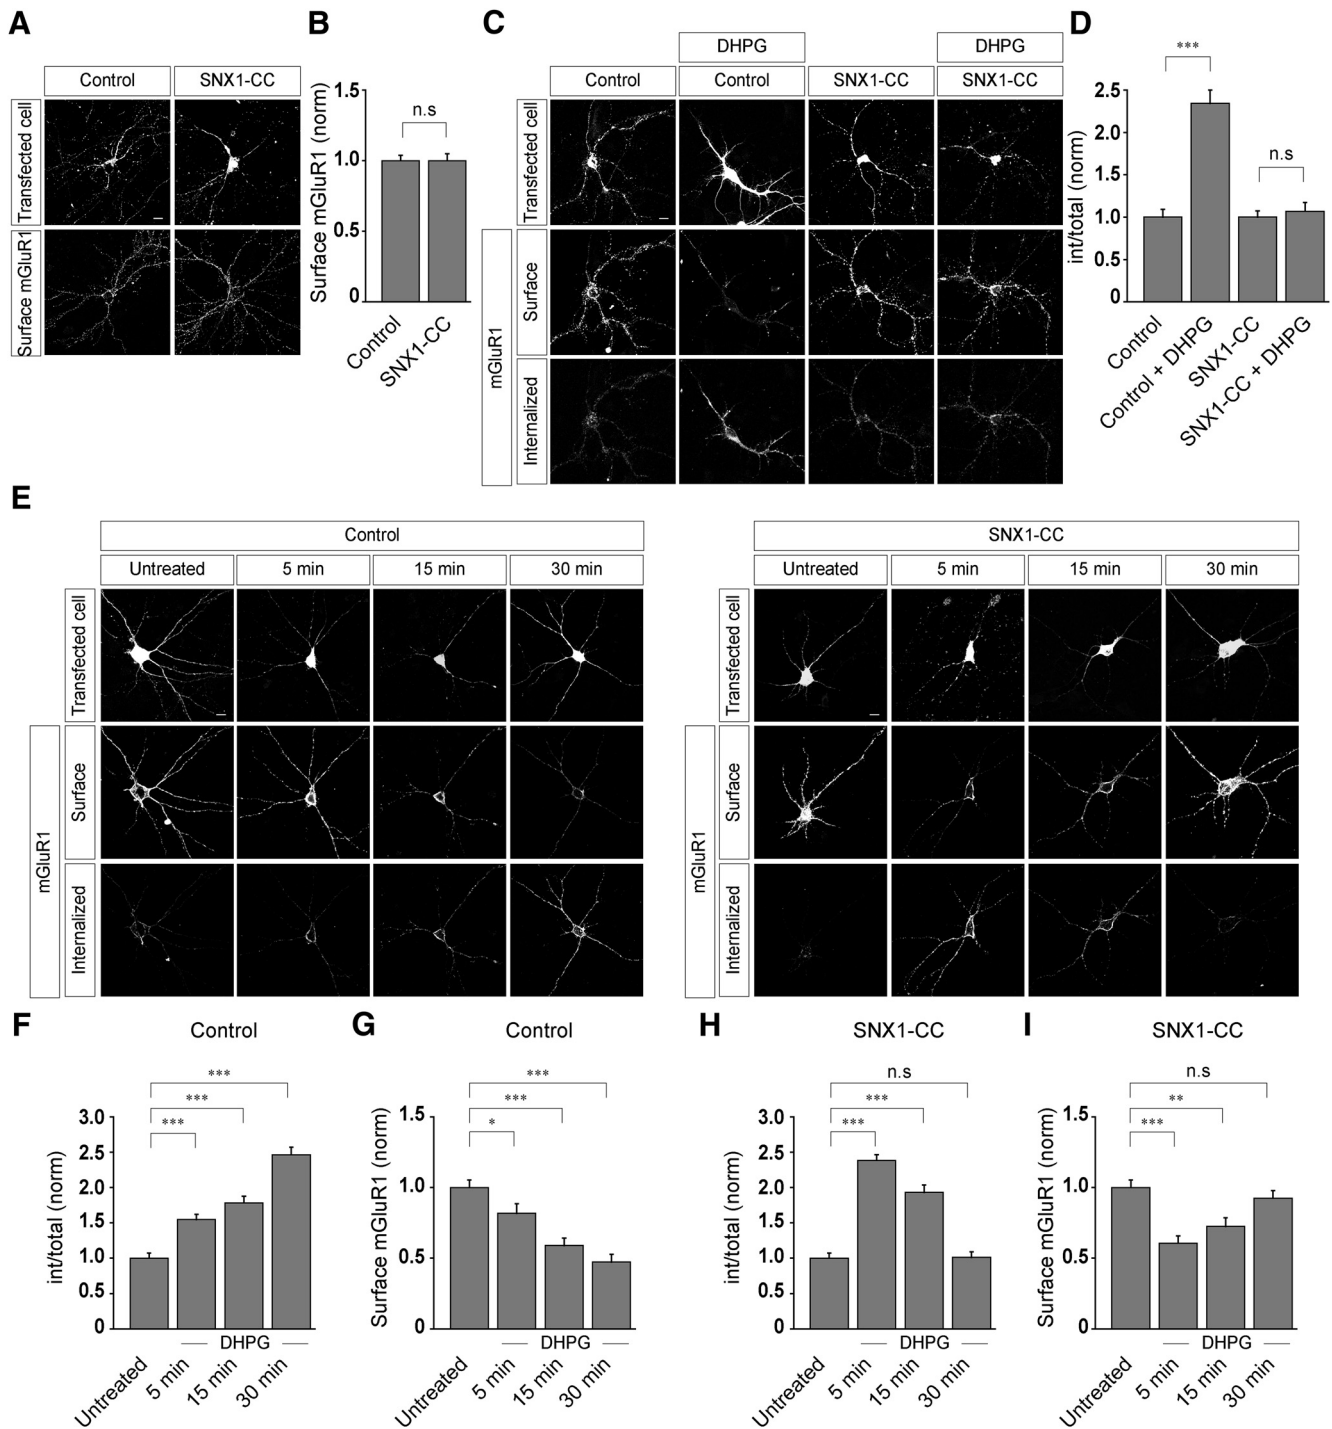 A
Control
SNX1-CC
Transfected cell
Surface mGluR1
B
Surface mGluR1 (norm)
1.5
1.0
0.5
0
n.s
Control
SNX1-CC
C
DHPG
DHPG
Control
Control
SNX1-CC
SNX1-CC
Transfected cell
mGluR1
Surface
Internalized
D
int/total (norm)
2.5
2.0
1.5
1.0
0.5
0
***
n.s
Control
Control + DHPG
SNX1-CC
SNX1-CC + DHPG
E
Control
Untreated
5 min
15 min
30 min
Transfected cell
mGluR1
Surface
Internalized
SNX1-CC
Untreated
5 min
15 min
30 min
Transfected cell
mGluR1
Surface
Internalized
F
Control
int/total (norm)
3.0
2.5
2.0
1.5
1.0
0.5
0
***
***
***
DHPG
Untreated
5 min
15 min
30 min
G
Control
Surface mGluR1 (norm)
1.5
1.0
0.5
0
***
***
*
DHPG
Untreated
5 min
15 min
30 min
H
SNX1-CC
int/total (norm)
3.0
2.5
2.0
1.5
1.0
0.5
0
n.s
***
***
DHPG
Untreated
5 min
15 min
30 min
I
SNX1-CC
Surface mGluR1 (norm)
1.5
1.0
0.5
0
n.s
**
***
DHPG
Untreated
5 min
15 min
30 min